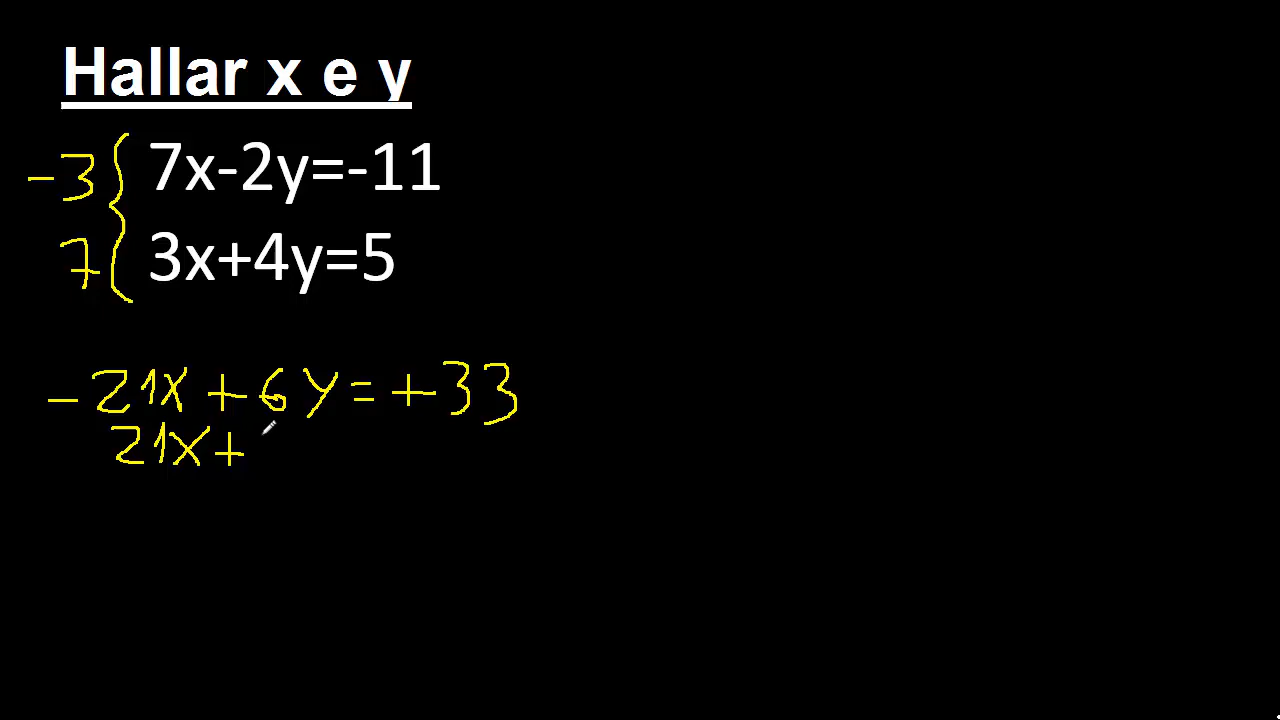 Hallar x e y
-3 { 7x-2y=-11
7 { 3x+4y=5
-21x+6y=+33
21x+